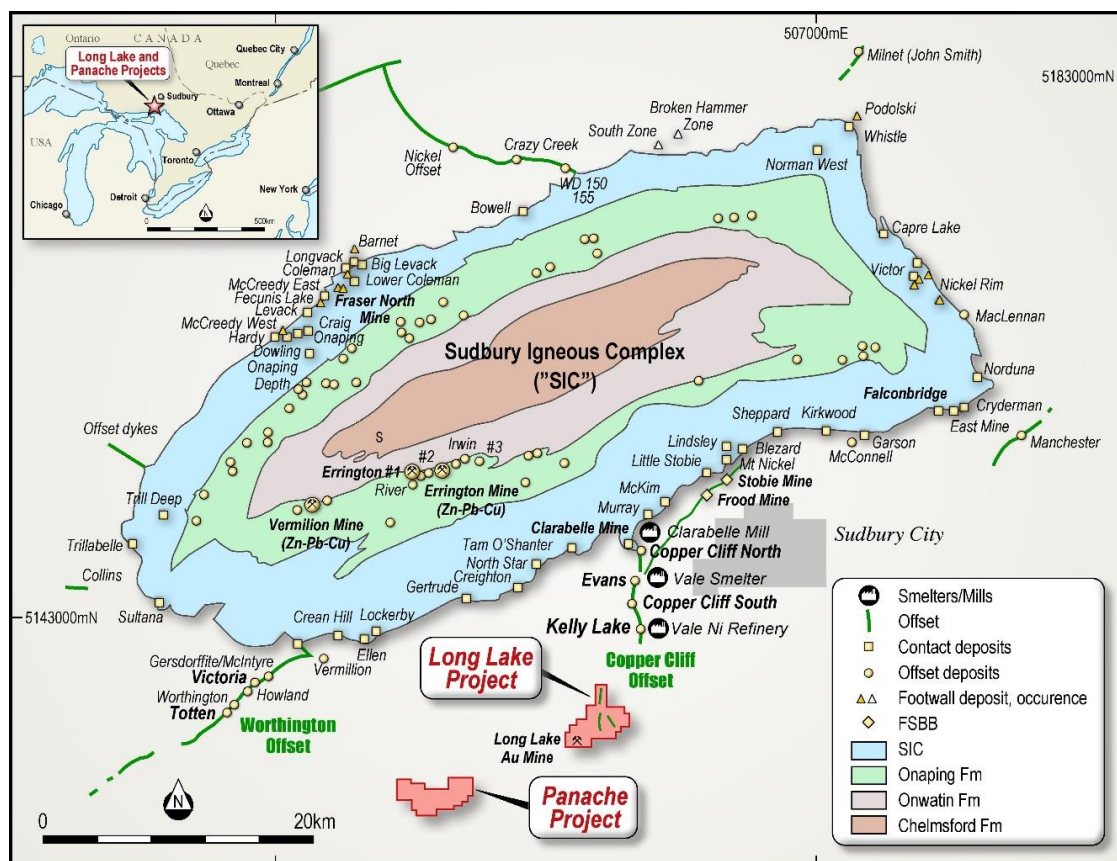 Ontario
CANADA
Quebec City
Long Lake and
Panache Projects
Quebec
Sudbury
Montreal
Ottawa
USA
Toronto
Detroit
New York
Chicago
N
0
500km
507000mE
5183000mN
Milnet (John Smith)
Broken Hammer
Zone
South Zone
Podolski
Whistle
Crazy Creek
Nickel
Offset
WD 150
155
Norman West
Bowell
Capre Lake
Barnet
Longvack
Coleman
Big Levack
Lower Coleman
McCreedy East
Fecunis Lake
Fraser North
Mine
Levack
McCreedy West
Hardy
Craig
Onaping
Dowling
Onaping
Depth
Victor
Nickel Rim
MacLennan
Sudbury Igneous Complex
("SIC")
Norduna
Falconbridge
Cryderman
East Mine
Manchester
Sheppard
Kirkwood
Garson
McConnell
Lindsley
Blezard
Little Stobie
Mt Nickel
Stobie Mine
Frood Mine
Offset dykes
S
Irwin
#3
#2
Errington #1
River
Errington Mine
(Zn-Pb-Cu)
Vermilion Mine
(Zn-Pb-Cu)
Trill Deep
McKim
Murray
Clarabelle Mine
Clarabelle Mill
Sudbury City
Copper Cliff North
Trillabelle
Tam O'Shanter
North Star
Creighton
Gertrude
Evans
Vale Smelter
Copper Cliff South
Collins
Sultana
5143000mN
Crean Hill
Lockerby
Kelly Lake
Vale Ni Refinery
Ellen
Vermillion
Gersdorffite/McIntyre
Victoria
Howland
Worthington
Totten
Worthington
Offset
Long Lake
Project
Copper Cliff
Offset
Long Lake
Au Mine
Panache
Project
N
0
20km
Smelters/Mills
Offset
Contact deposits
Offset deposits
Footwall deposit, occurence
FSBB
SIC
Onaping Fm
Onwatin Fm
Chelmsford Fm